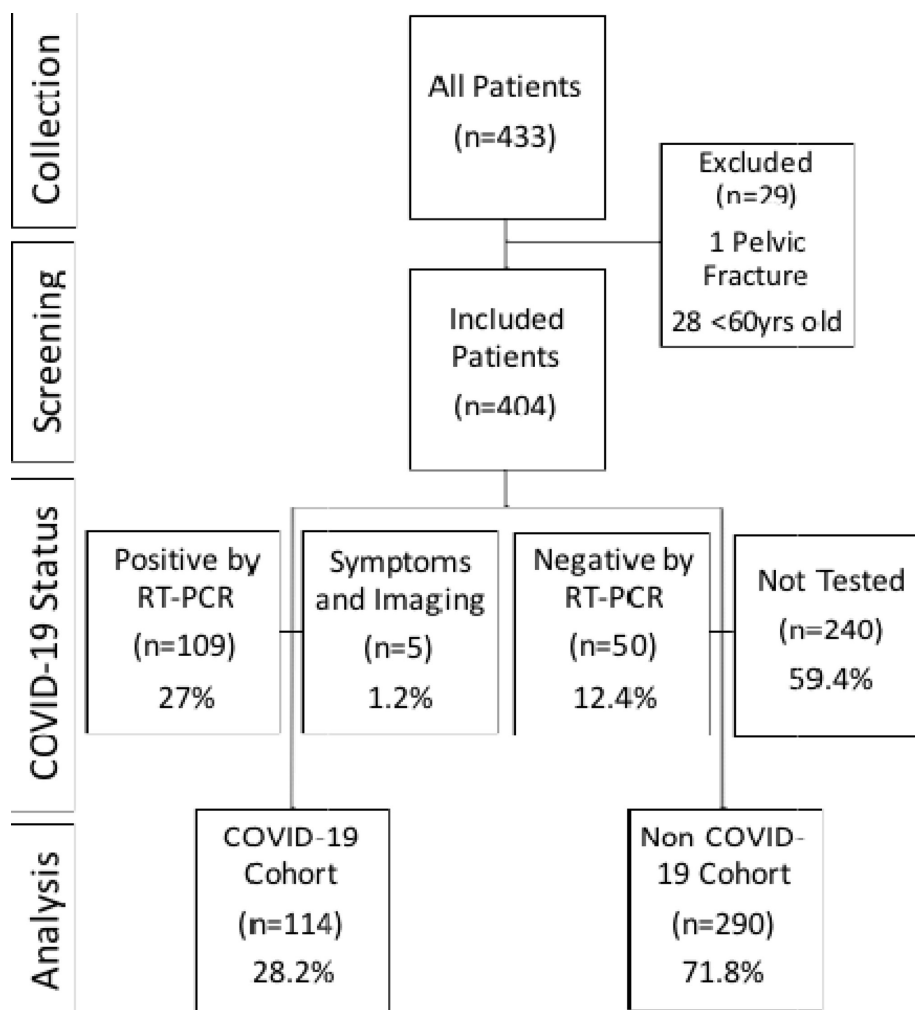 Collection
All Patients
(n=433)
Excluded
(n=29)
1 Pelvic
Fracture
28 <60yrs old
Screening
Included
Patients
(n=404)
COVID-19 Status
Positive by
RT-PCR
(n=109)
27%
Symptoms
and Imaging
(n=5)
1.2%
Negative by
RT-PCR
(n=50)
12.4%
Not Tested
(n=240)
59.4%
Analysis
COVID-19
Cohort
(n=114)
28.2%
Non COVID-
19 Cohort
(n=290)
71.8%